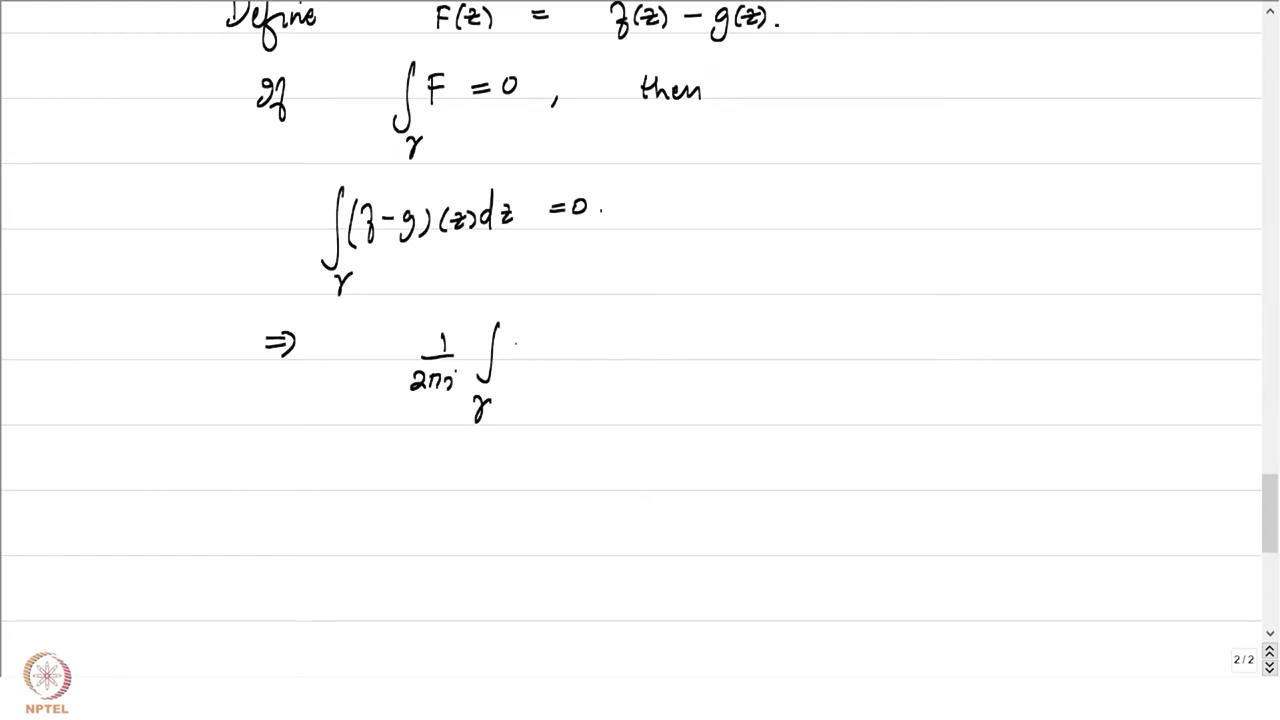 Define F(z) = f(z) - g(z).
If ∫_γ F = 0 , then
∫_γ (f-g)(z)dz = 0.
⇒ 1/2πi ∫_γ
2/2
NPTEL